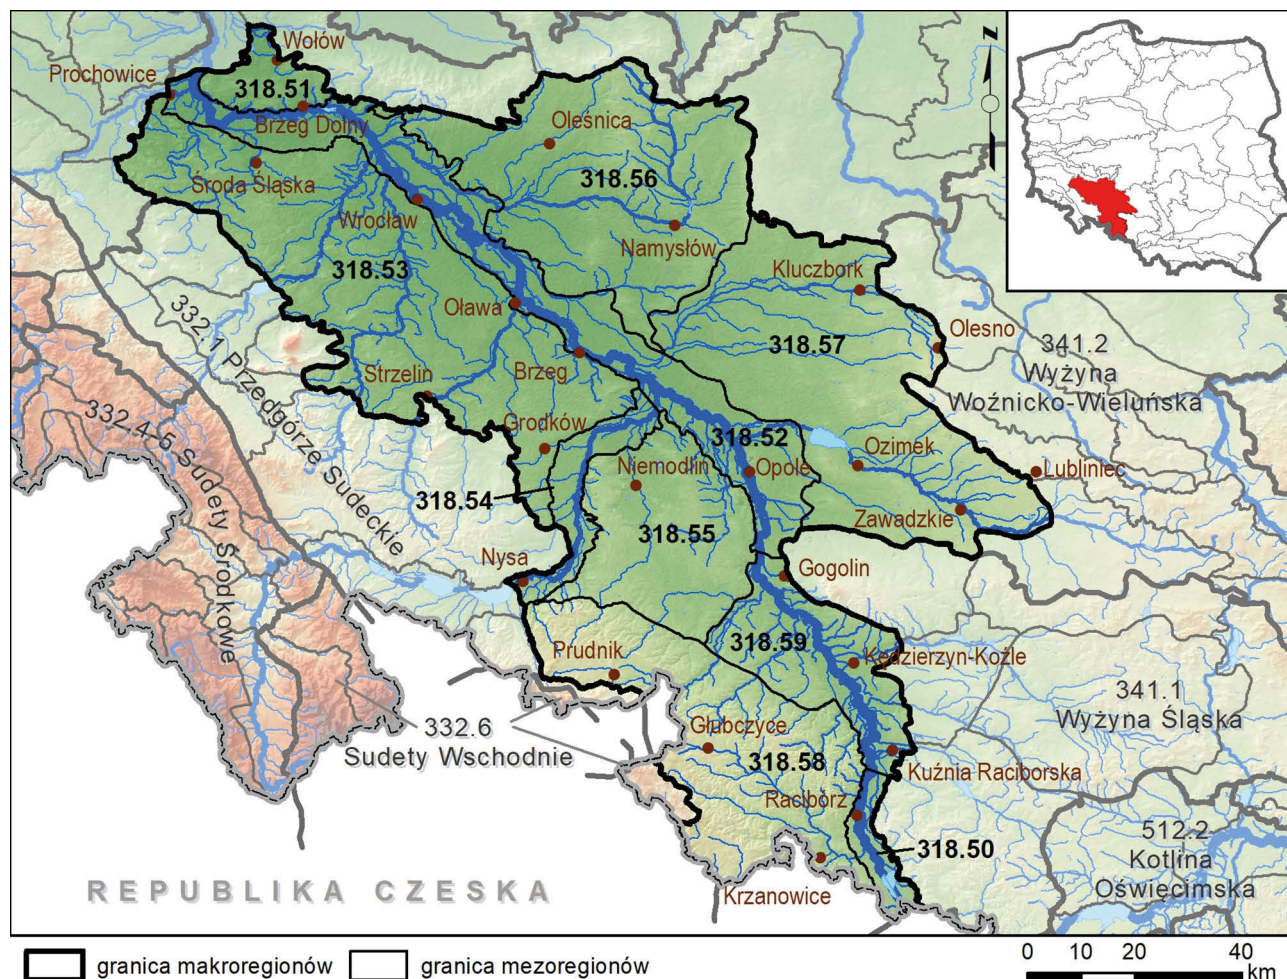 Wołów
Prochowice
318.51
Brzeg Dolny
Oleśnica
Środa Śląska
318.56
Wrocław
Namysłów
318.53
Kluczbork
Oława
Olesno
318.57
341.2
Wyżyna
Woźnicko-Wieluńska
332.1 Przedgórze Sudeckie
Strzelin
Brzeg
332.4-5 Sudety Środkowe
Grodków
318.52
Ozimek
Niemodlin
Opole
Lubliniec
318.54
Zawadzkie
318.55
Nysa
Gogolin
318.59
Prudnik
Kędzierzyn-Koźle
341.1
Wyżyna Śląska
332.6
Sudety Wschodnie
Głubczyce
318.58
Kuźnia Raciborska
Racibórz
318.50
512.2
Kotlina
Oświęcimska
Krzanowice
REPUBLIKA CZESKA
z
granica makroregionów
granica mezoregionów
0 10 20 40
km